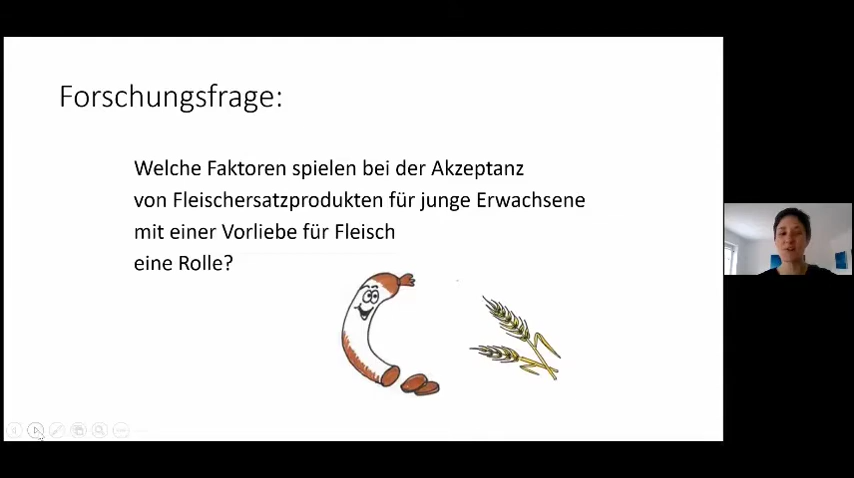 Forschungsfrage:
Welche Faktoren spielen bei der Akzeptanz
von Fleischersatzprodukten für junge Erwachsene
mit einer Vorliebe für Fleisch
eine Rolle?